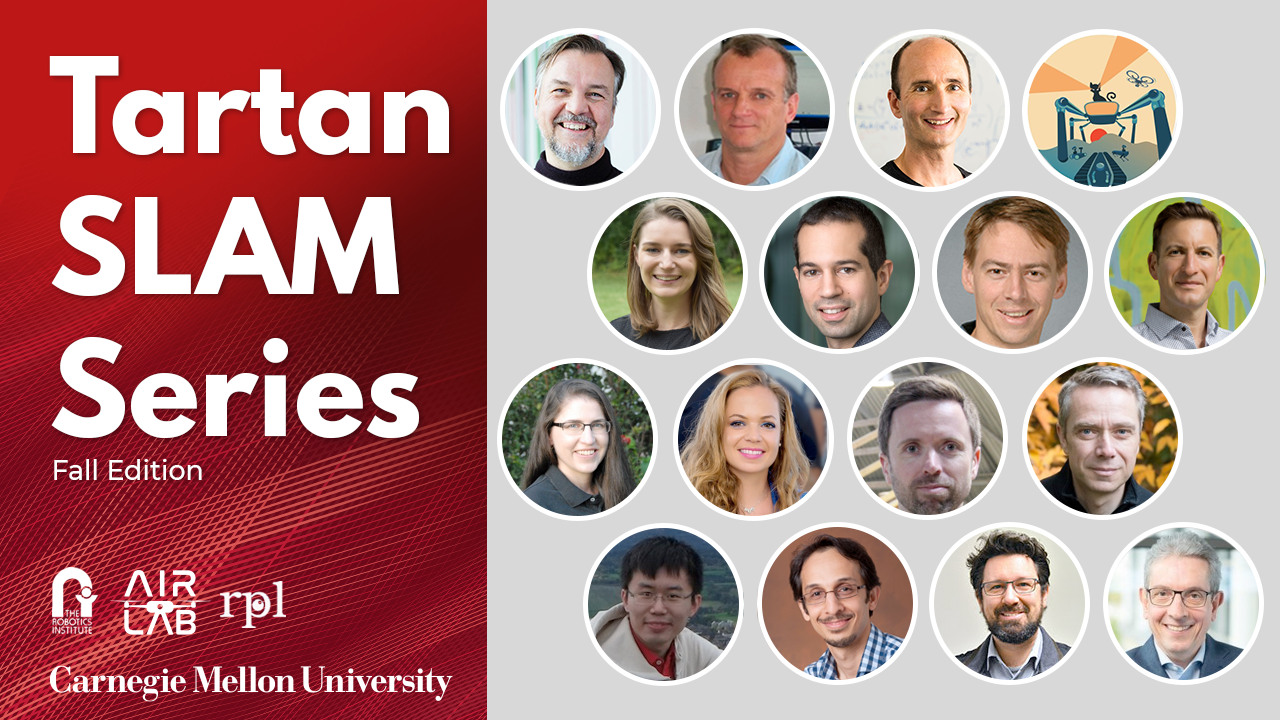 Tartan
SLAM
Series
Fall Edition
THE
ROBOTICS
INSTITUTE
AIR
LAB
rpl
Carnegie Mellon University